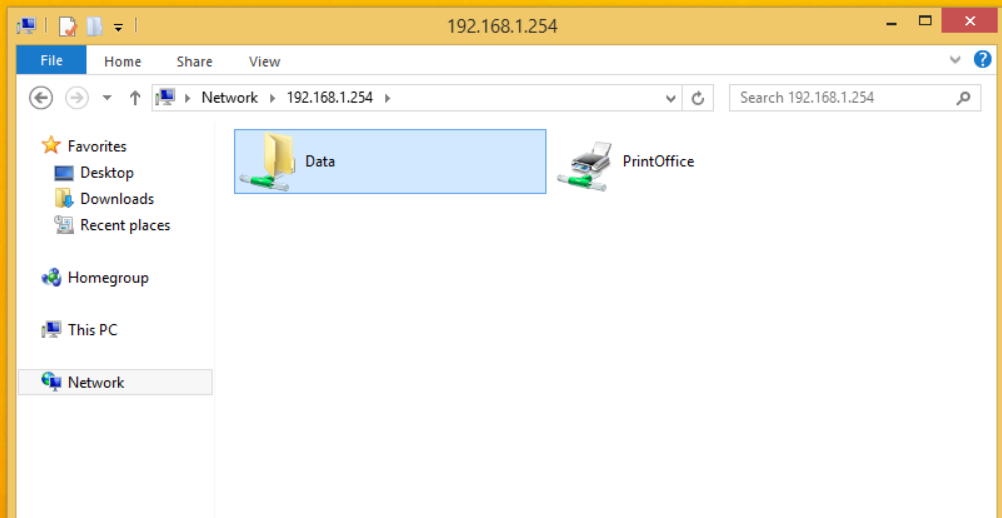 192.168.1.254
File Home Share View
Network 192.168.1.254
Search 192.168.1.254
Favorites
Desktop
Downloads
Recent places
Homegroup
This PC
Network
Data
PrintOffice